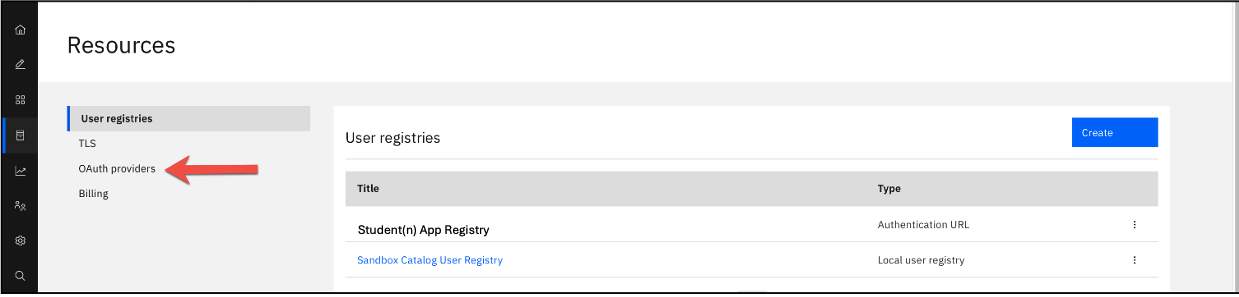 Resources
User registries
TLS
OAuth providers
Billing
User registries
Create
Title Type
Student(n) App Registry Authentication URL
Sandbox Catalog User Registry Local user registry